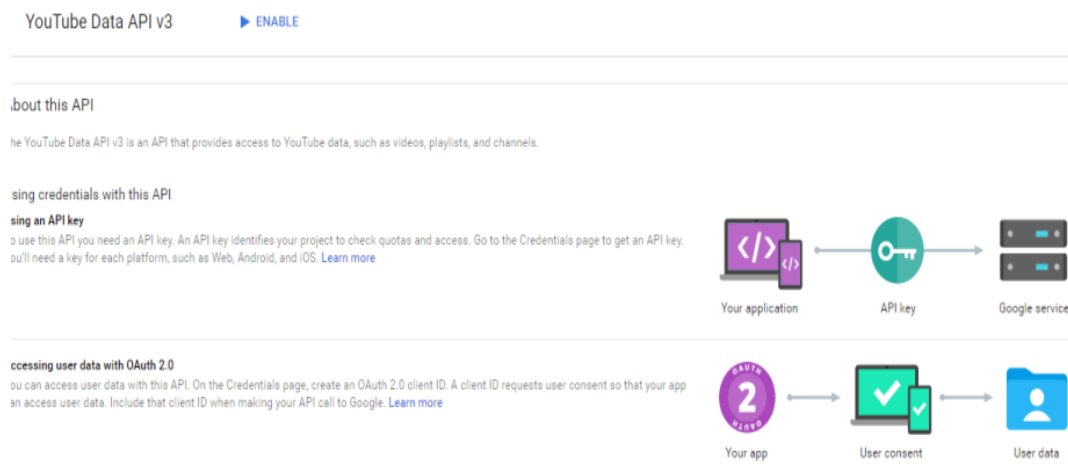 YouTube Data API v3
ENABLE
bout this API
he YouTube Data API v3 is an API that provides access to YouTube data, such as videos, playlists, and channels.
sing credentials with this API
sing an API key
o use this API you need an API key. An API key identifies your project to check quotas and access. Go to the Credentials page to get an API key.
ou'll need a key for each platform, such as Web, Android, and iOS. Learn more
</>
</>
Your application
API key
Google service
ccessing user data with OAuth 2.0
ou can access user data with this API. On the Credentials page, create an OAuth 2.0 client ID. A client ID requests user consent so that your app
an access user data. Include that client ID when making your API call to Google. Learn more
OAUTH
2
OAUTH
Your app
User consent
User data